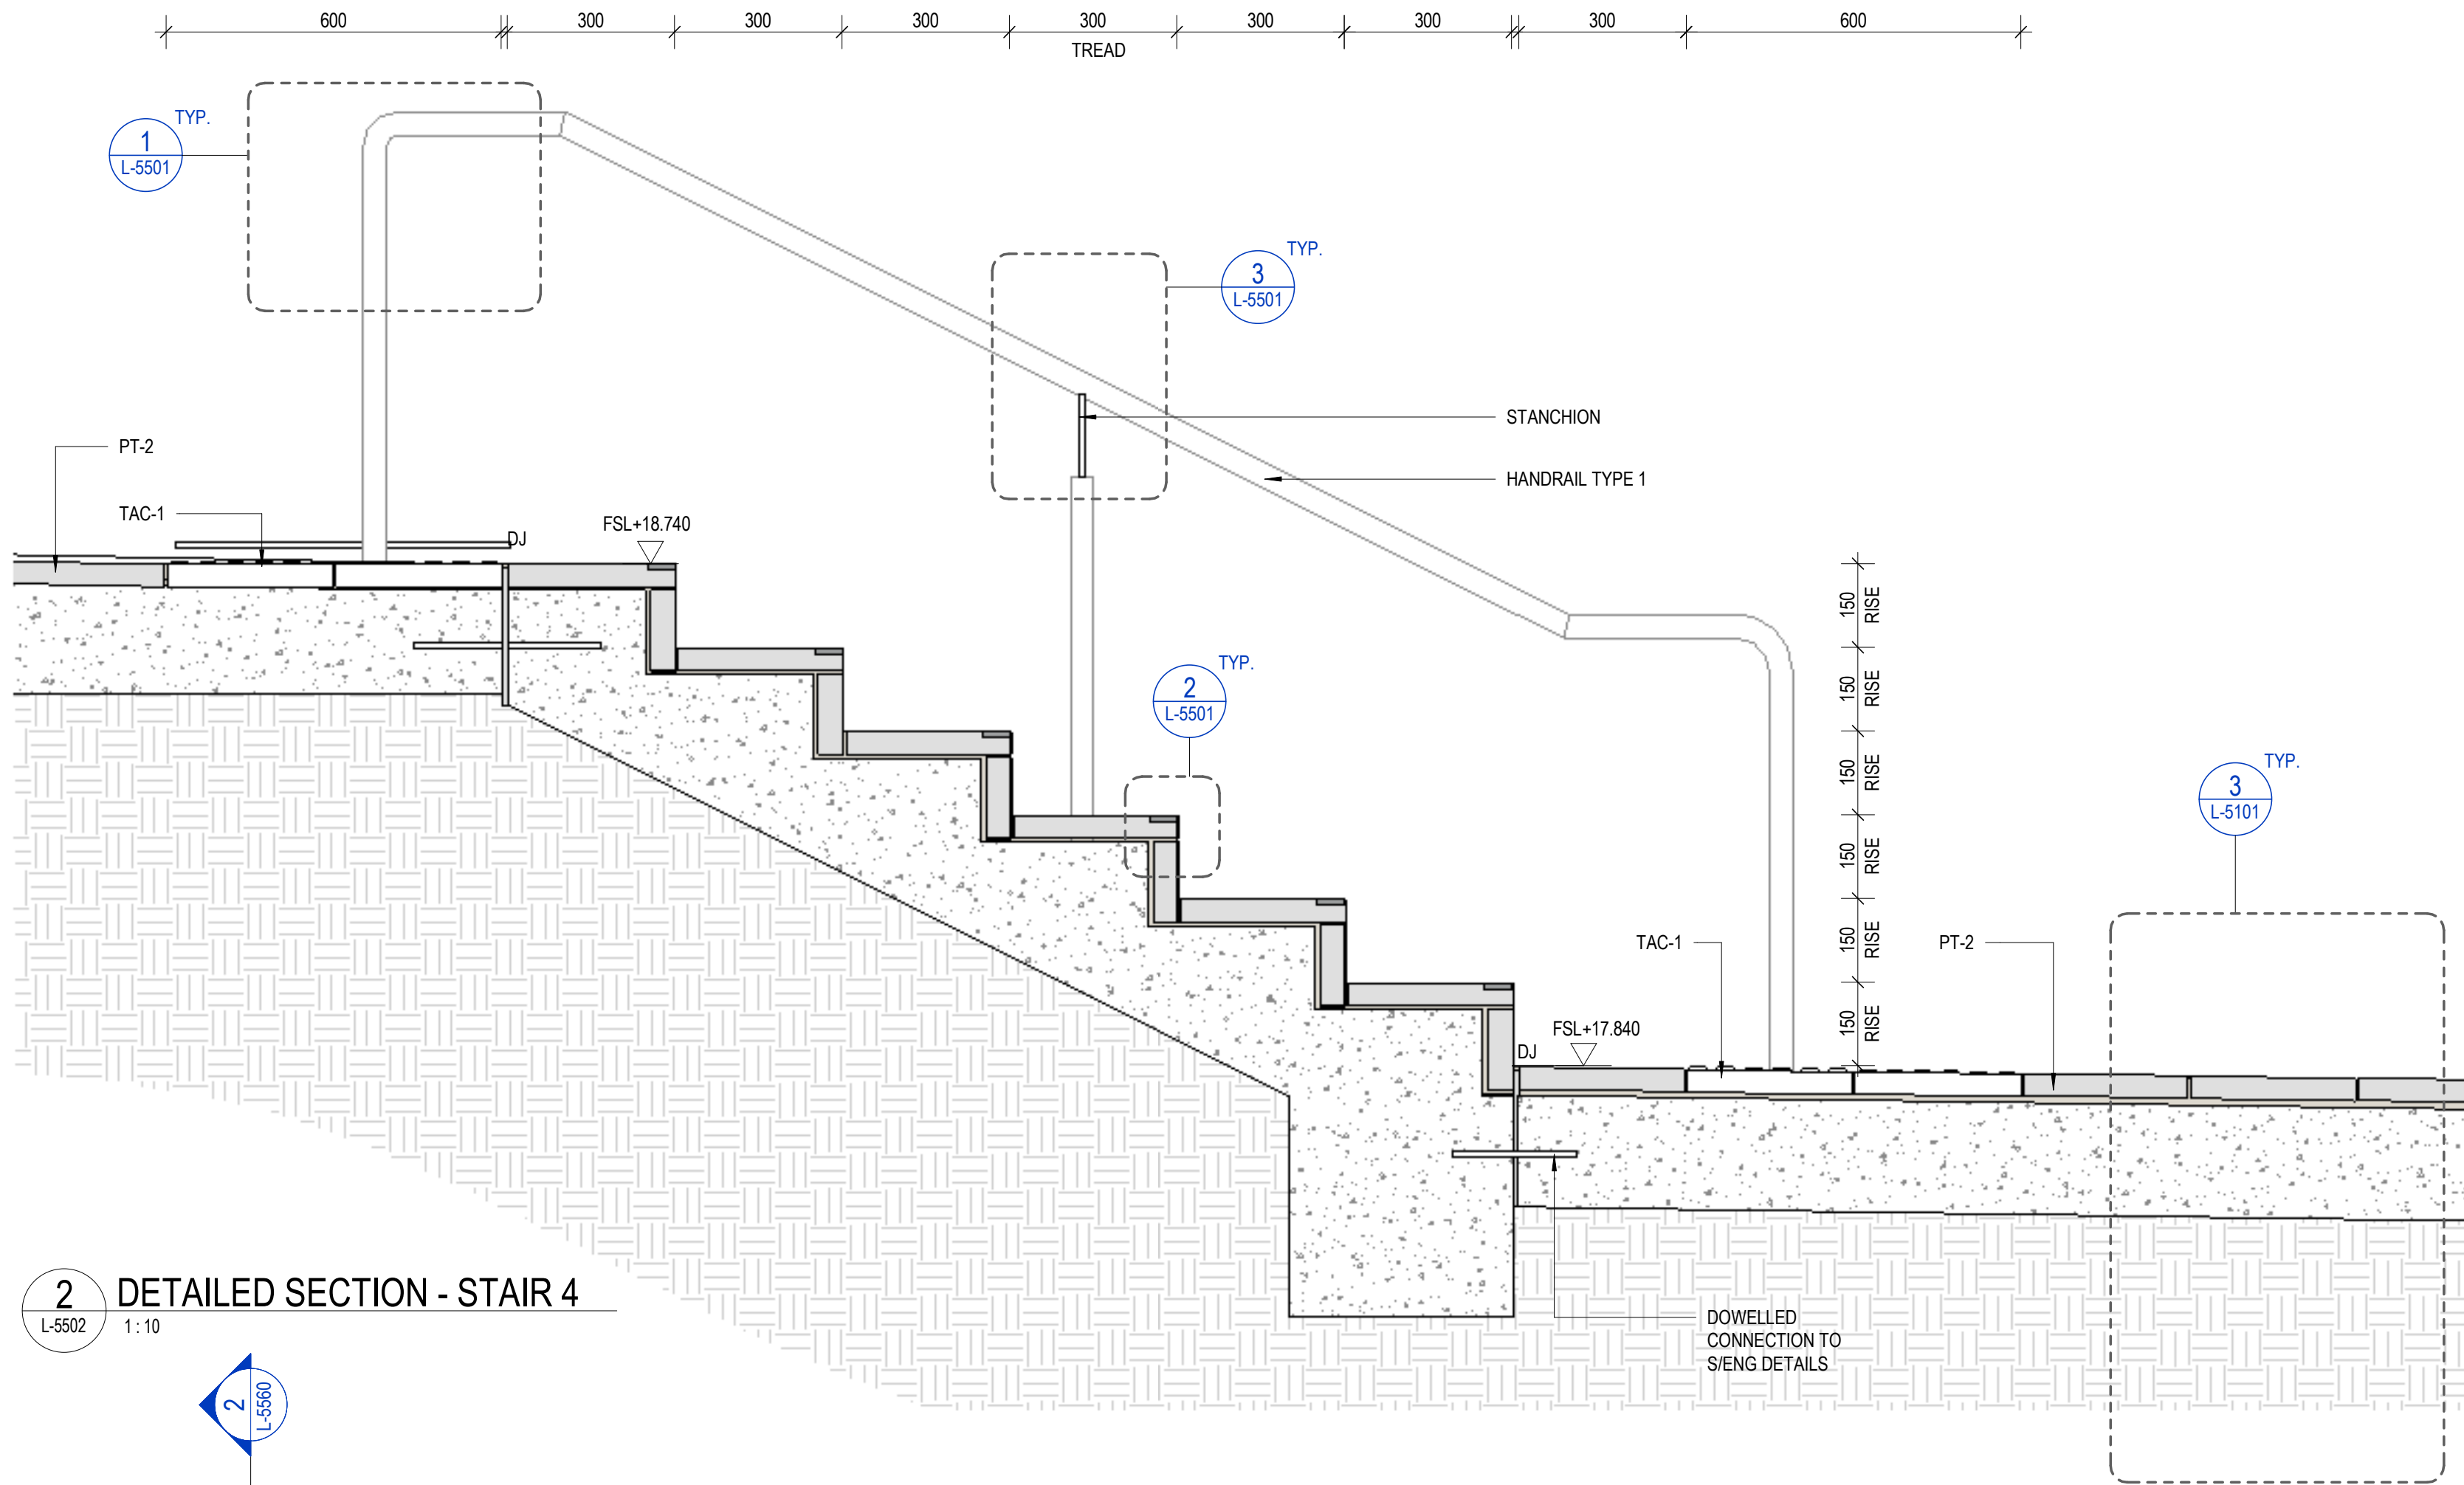 600 300 300 300 300 300 300 300 600
TREAD
TYP.
1
L-5501
TYP.
3
L-5501
STANCHION
PT-2
HANDRAIL TYPE 1
TAC-1
DJ
FSL+18.740
150 RISE
150 RISE
150 RISE
150 RISE
150 RISE
150 RISE
TYP.
2
L-5501
TYP.
3
L-5101
TAC-1
PT-2
FSL+17.840
DJ
2
L-5502
DETAILED SECTION - STAIR 4
1 : 10
DOWELLED
CONNECTION TO
S/ENG DETAILS
2
L-5560